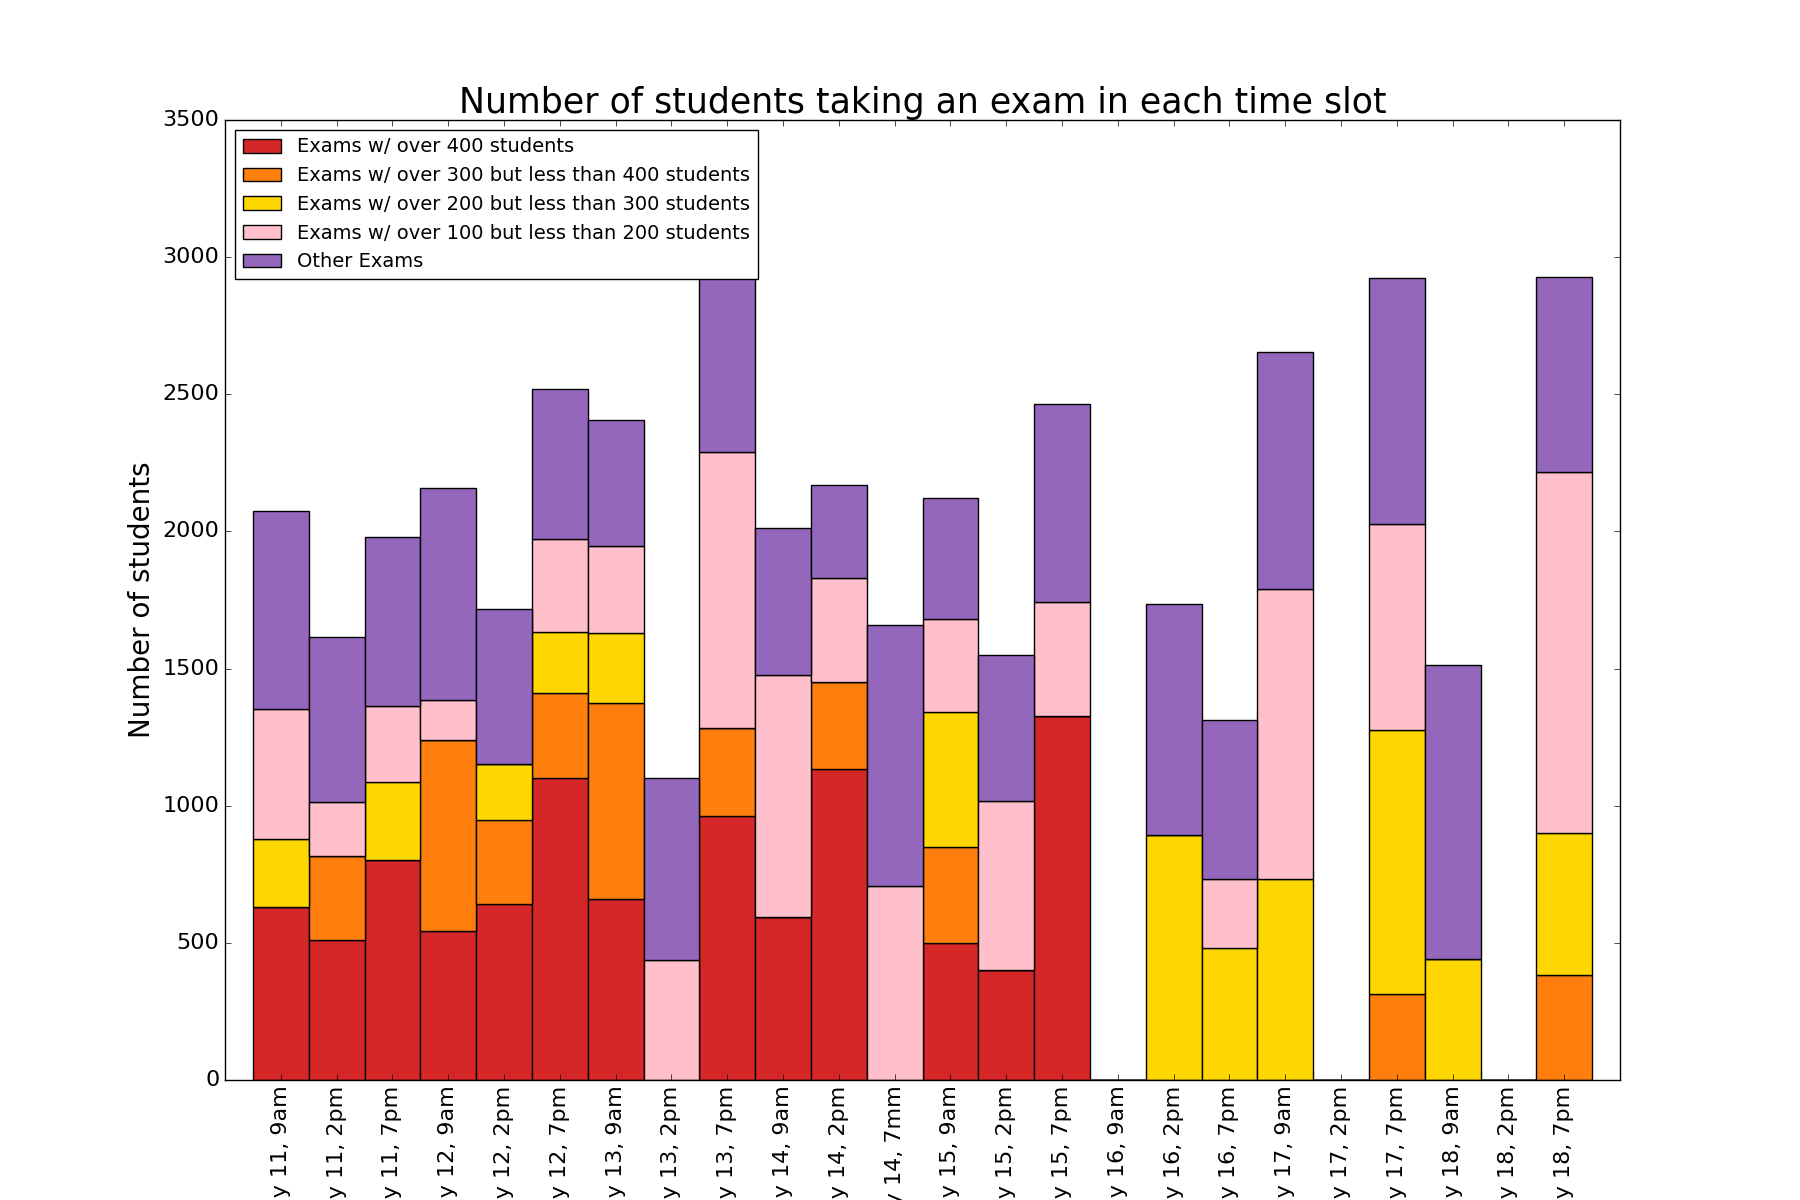 Number of students taking an exam in each time slot
Exams w/ over 400 students
Exams w/ over 300 but less than 400 students
Exams w/ over 200 but less than 300 students
Exams w/ over 100 but less than 200 students
Other Exams
Number of students
3500
3000
2500
2000
1500
1000
500
0
y 11, 9am
y 11, 2pm
y 11, 7pm
y 12, 9am
y 12, 2pm
y 12, 7pm
y 13, 9am
y 13, 2pm
y 13, 7pm
y 14, 9am
y 14, 2pm
y 14, 7mm
y 15, 9am
y 15, 2pm
y 15, 7pm
y 16, 9am
y 16, 2pm
y 16, 7pm
y 17, 9am
y 17, 2pm
y 17, 7pm
y 18, 9am
y 18, 2pm
y 18, 7pm